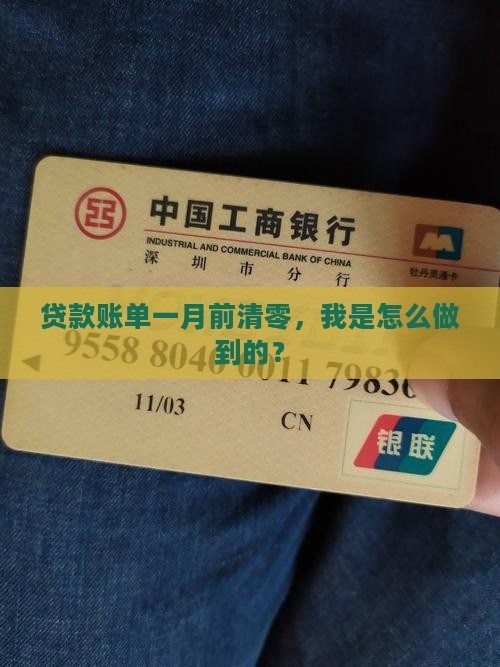 中国工商银行
INDUSTRIAL AND COMMERCIAL BANK OF CHINA
深圳市分行
牡丹灵通卡
贷款账单一月前清零，我是怎么做
到的？
9558 8040 0011
11/03
CN
银联